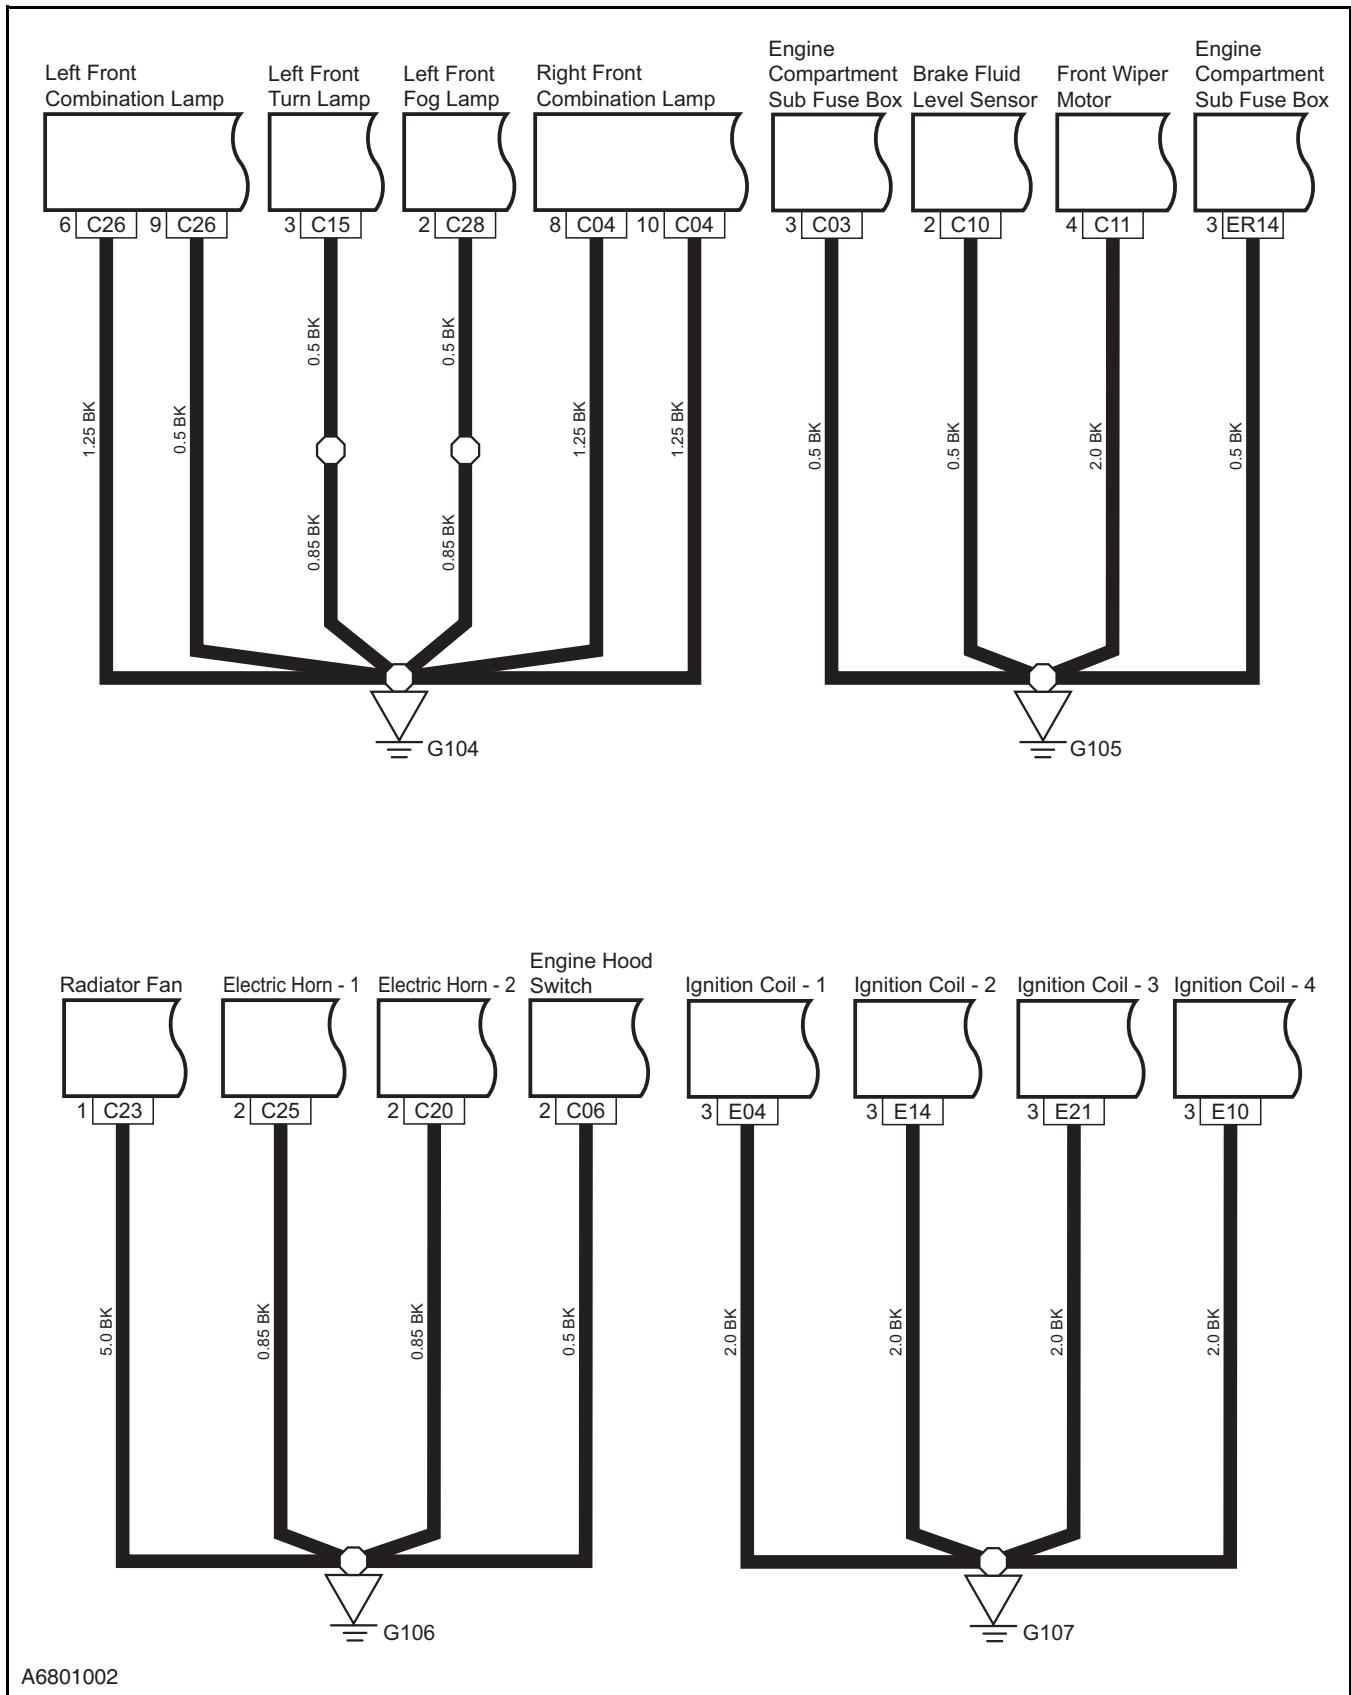 Left Front
Combination Lamp
Left Front
Turn Lamp
Left Front
Fog Lamp
Right Front
Combination Lamp
Engine
Compartment
Sub Fuse Box
Brake Fluid
Level Sensor
Front Wiper
Motor
Engine
Compartment
Sub Fuse Box
6 C26 9 C26 3 C15 2 C28 8 C04 10 C04 3 C03 2 C10 4 C11 3 ER14
0.5 BK
0.5 BK
1.25 BK
0.5 BK
1.25 BK
1.25 BK
0.5 BK
0.5 BK
2.0 BK
0.5 BK
0.85 BK
0.85 BK
G104
G105
Radiator Fan
Electric Horn - 1
Electric Horn - 2
Engine Hood
Switch
Ignition Coil - 1
Ignition Coil - 2
Ignition Coil - 3
Ignition Coil - 4
1 C23 2 C25 2 C20 2 C06 3 E04 3 E14 3 E21 3 E10
5.0 BK
0.85 BK
0.85 BK
0.5 BK
2.0 BK
2.0 BK
2.0 BK
2.0 BK
G106
G107
A6801002